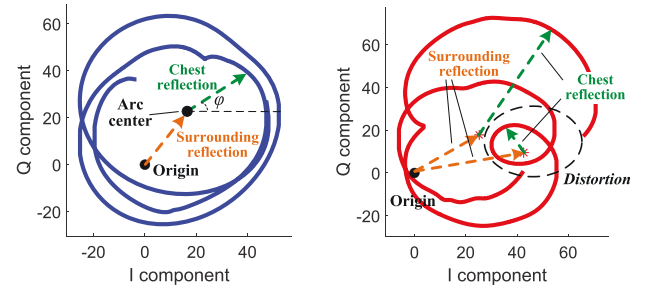 60
40
20
0
-20
Q component
Chest
reflection
φ
Arc
center
Surrounding
reflection
Origin
-20
0
20
40
I component
80
60
40
20
0
-20
Q component
Surrounding
reflection
Chest
reflection
Distortion
Origin
0
20
40
60
I component